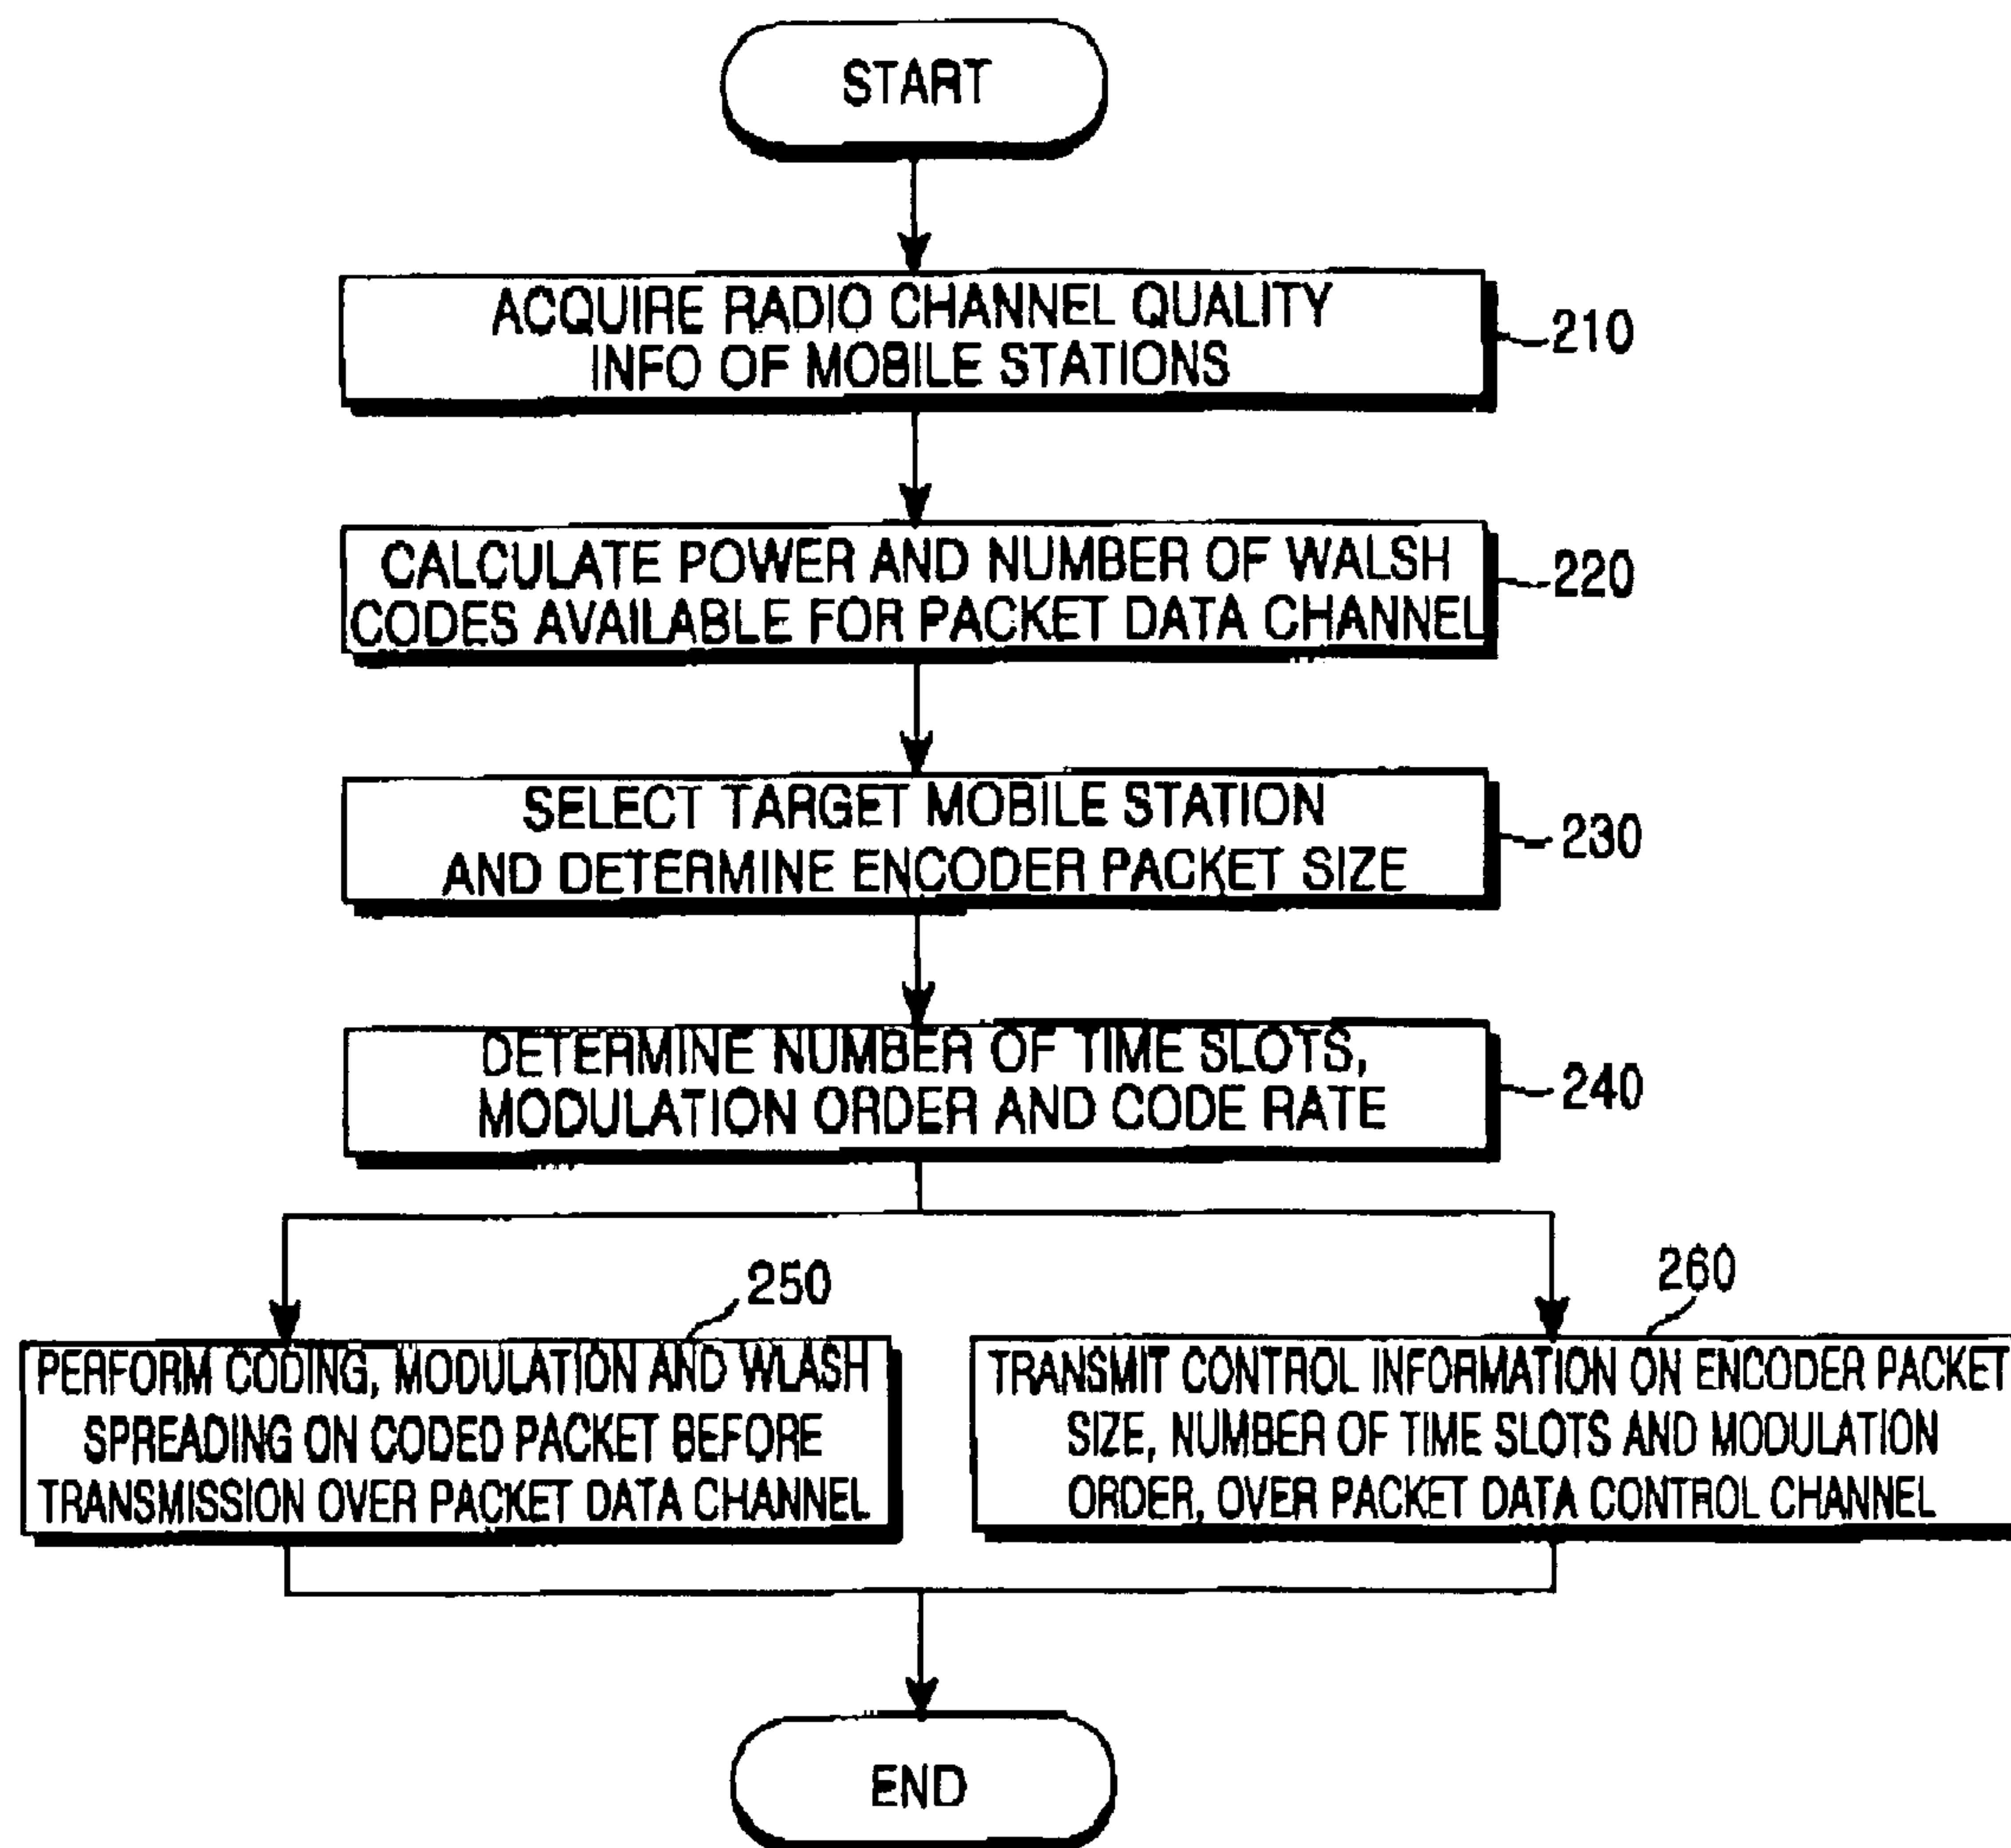 START
ACQUIRE RADIO CHANNEL QUALITY
INFO OF MOBILE STATIONS
210
CALCULATE POWER AND NUMBER OF WALSH
CODES AVAILABLE FOR PACKET DATA CHANNEL
220
SELECT TARGET MOBILE STATION
AND DETERMINE ENCODER PACKET SIZE
230
DETERMINE NUMBER OF TIME SLOTS,
MODULATION ORDER AND CODE RATE
240
250
PERFORM CODING, MODULATION AND WLASH
SPREADING ON CODED PACKET BEFORE
TRANSMISSION OVER PACKET DATA CHANNEL
260
TRANSMIT CONTROL INFORMATION ON ENCODER PACKET
SIZE, NUMBER OF TIME SLOTS AND MODULATION
ORDER, OVER PACKET DATA CONTROL CHANNEL
END